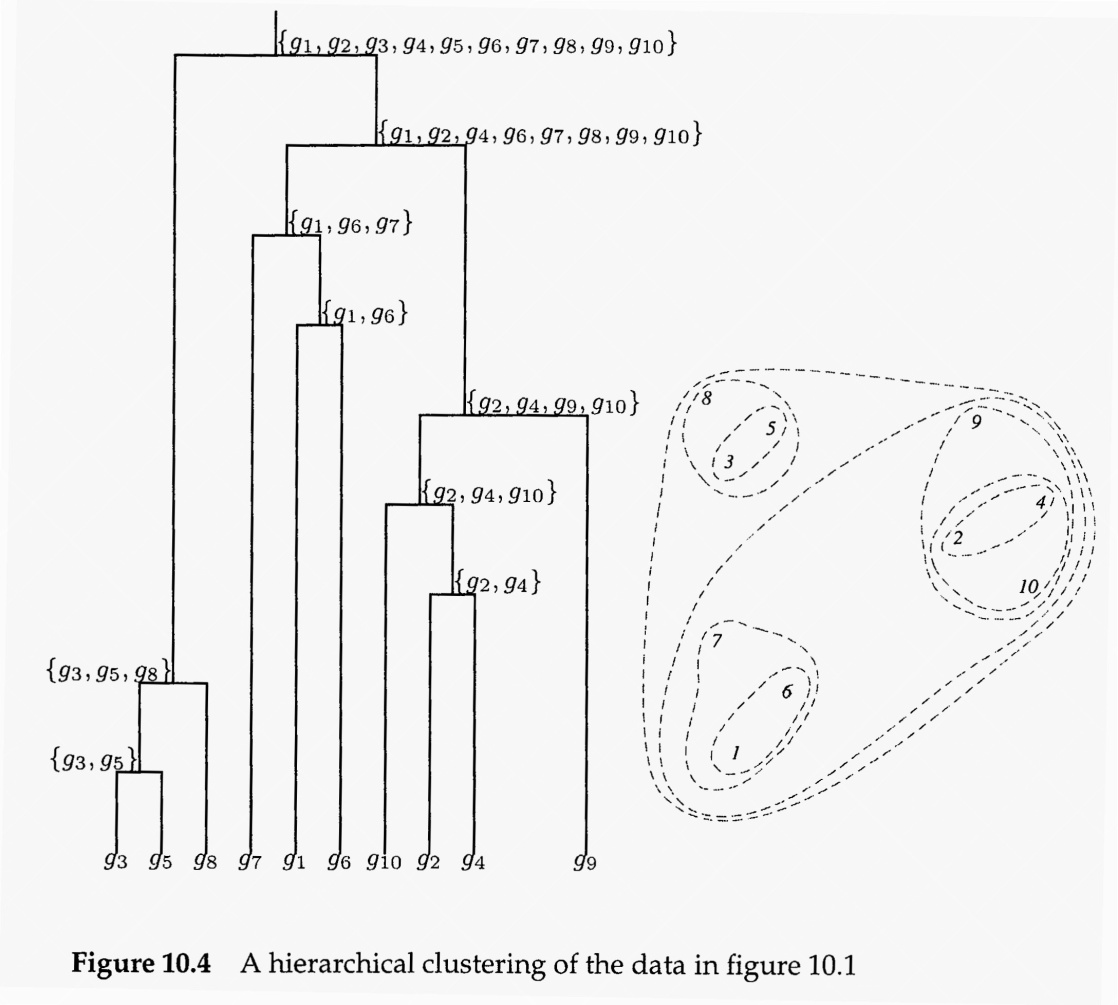 {g1, g2, g3, g4, g5, g6, g7, g8, g9, g10}
{g1, g2, g4, g6, g7, g8, g9, g10}
{g1, g6, g7}
{g1, g6}
{g2, g4, g9, g10}
8
5
9
3
{g2, g4, g10}
4
2
{g2, g4}
10
7
{g3, g5, g8}
6
{g3, g5}
1
g3 g5 g8 g7 g1 g6 g10 g2 g4 g9
Figure 10.4 A hierarchical clustering of the data in figure 10.1